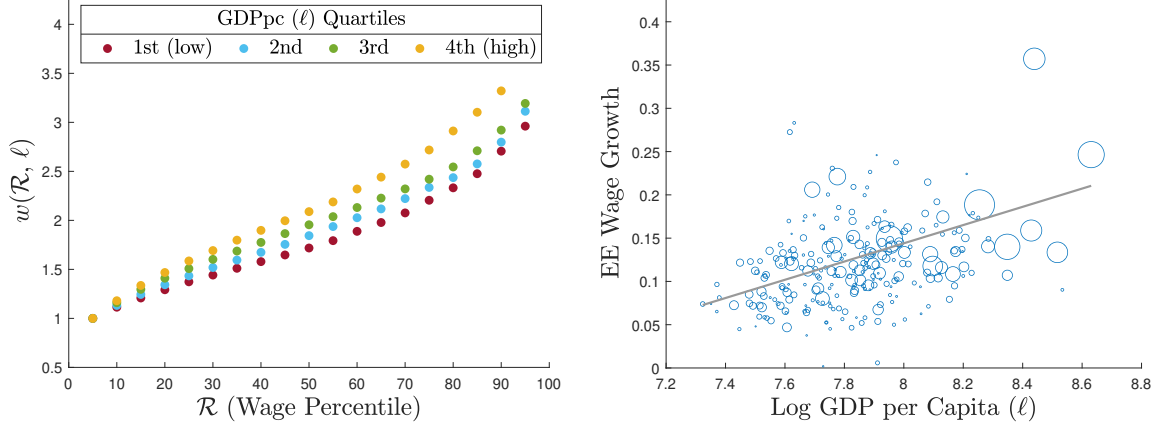 GDPpc (ℓ) Quartiles
1st (low) 2nd 3rd 4th (high)
4
3.5
3
2.5
2
1.5
1
0.5
w(ℛ, ℓ)
0 10 20 30 40 50 60 70 80 90 100
ℛ (Wage Percentile)
0.4
0.35
0.3
0.25
0.2
0.15
0.1
0.05
0
EE Wage Growth
7.2 7.4 7.6 7.8 8 8.2 8.4 8.6 8.8
Log GDP per Capita (ℓ)